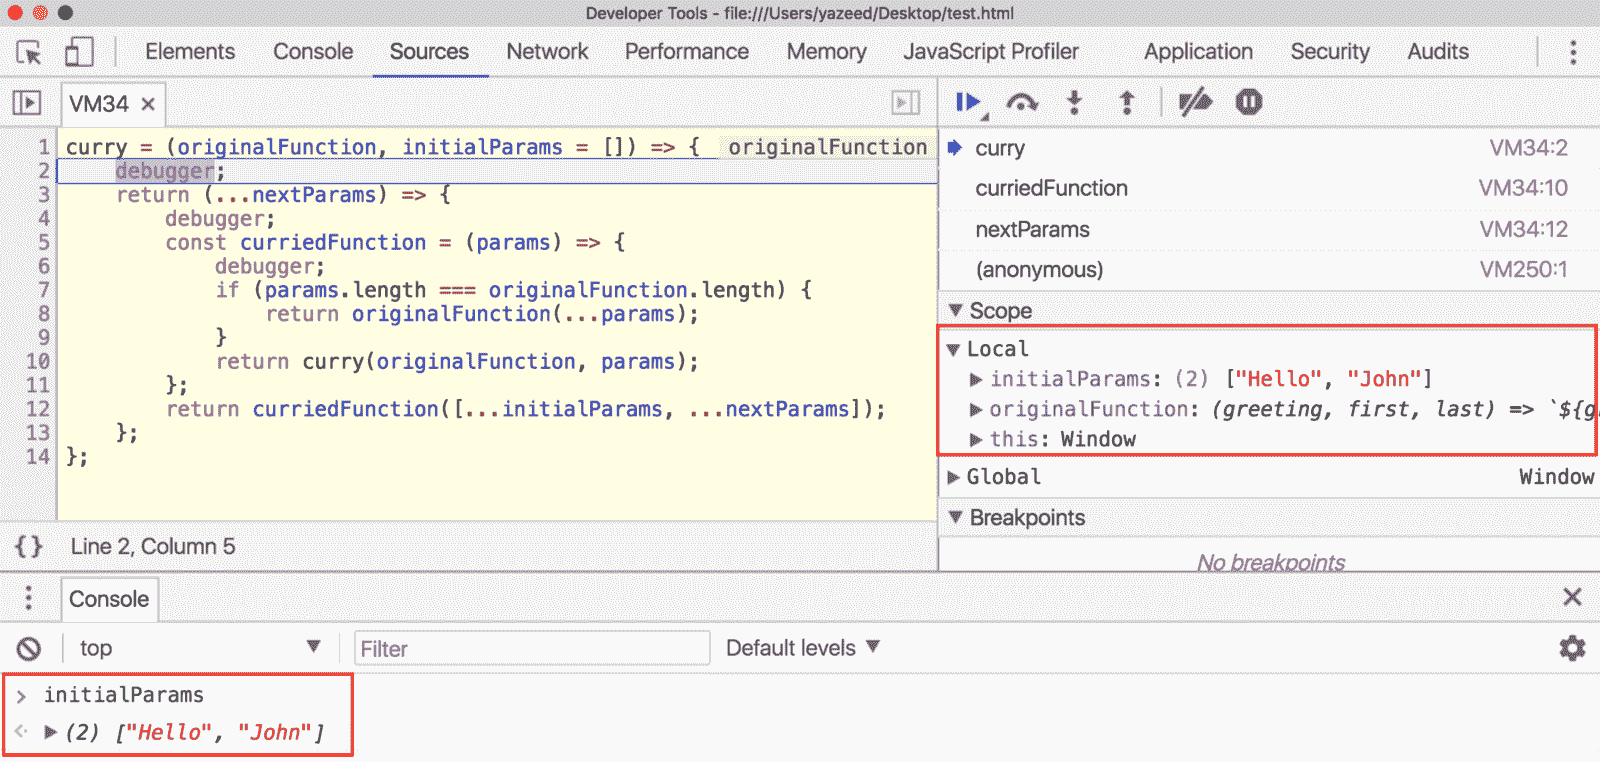 Developer Tools - file:///Users/yazeed/Desktop/test.html
Elements Console Sources Network Performance Memory JavaScript Profiler Application Security Audits
VM34 ×
1 curry = (originalFunction, initialParams = []) => { originalFunction
2 debugger;
3 return (...nextParams) => {
4 debugger;
5 const curriedFunction = (params) => {
6 debugger;
7 if (params.length === originalFunction.length) {
8 return originalFunction(...params);
9 }
10 return curry(originalFunction, params);
11 };
12 return curriedFunction([...initialParams, ...nextParams]);
13 };
14 };
{} Line 2, Column 5
curry VM34:2
curriedFunction VM34:10
nextParams VM34:12
(anonymous) VM250:1
▼ Scope
▼ Local
▶ initialParams: (2) ["Hello", "John"]
▶ originalFunction: (greeting, first, last) => `${g
▶ this: Window
▶ Global Window
▼ Breakpoints
No breakpoints
Console ×
top ▼ Filter Default levels ▼
> initialParams
▶ (2) ["Hello", "John"]